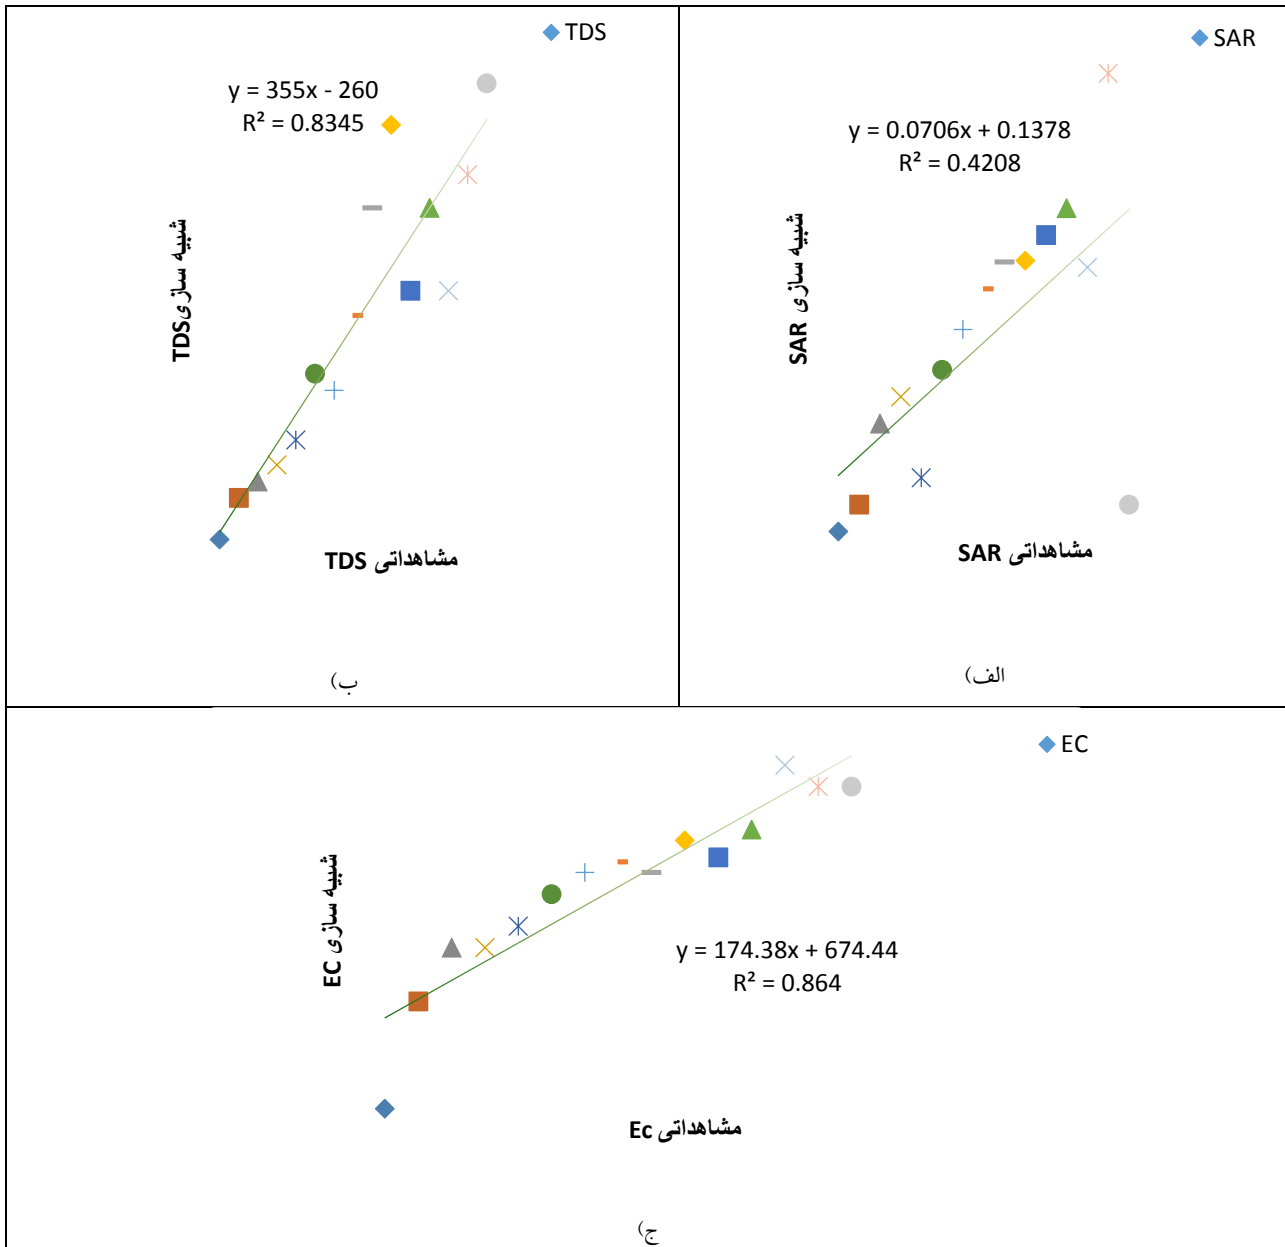 SAR
y = 0.0706x + 0.1378
R² = 0.4208
شبیه سازی SAR
مشاهداتی SAR
الف)
TDS
y = 355x - 260
R² = 0.8345
شبیه سازیTDS
مشاهداتی TDS
ب)
EC
شبیه سازی EC
y = 174.38x + 674.44
R² = 0.864
مشاهداتی Ec
ج)